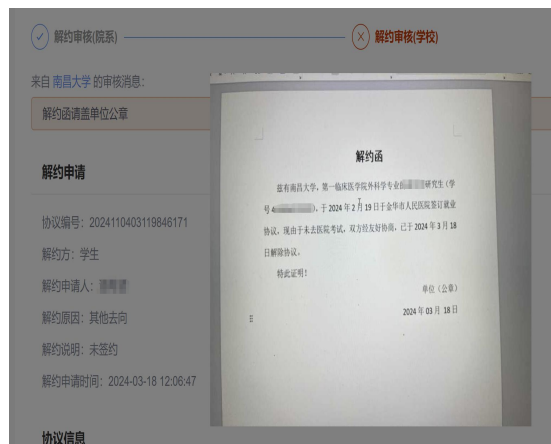 解约审核(院系)
解约审核(学校)
来自 南昌大学 的审核消息：
解约函请盖单位公章
解约申请
协议编号：2024110403119846171
解约方：学生
解约申请人：
解约原因：其他去向
解约说明：未签约
解约申请时间：2024-03-18 12:06:47
协议信息
解约函
兹有南昌大学，第一临床医学院外科学专业的 研究生（学
号 4 ），于 2024 年 2 月 19 日于金华市人民医院签订就业
协议，现由于未去医院考试，双方经友好协商，已于 2024 年 3 月 18
日解除协议。
特此证明！
单位（公章）
2024 年 03 月 18 日